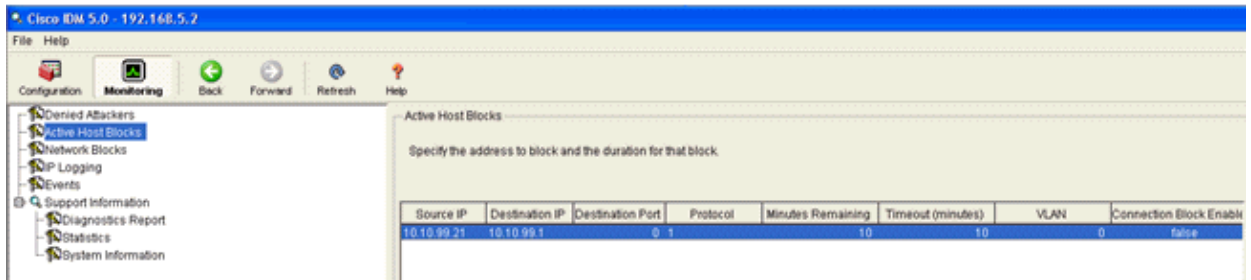 Cisco IDM 5.0 - 192.168.5.2
File Help
Configuration Monitoring Back Forward Refresh Help
Denied Attackers
Active Host Blocks
Network Blocks
IP Logging
Events
Support Information
Diagnostics Report
Statistics
System Information
Active Host Blocks
Specify the address to block and the duration for that block.
Source IP Destination IP Destination Port Protocol Minutes Remaining Timeout (minutes) VLAN Connection Block Enable
10.10.99.21 10.10.99.1 0 1 10 10 0 false